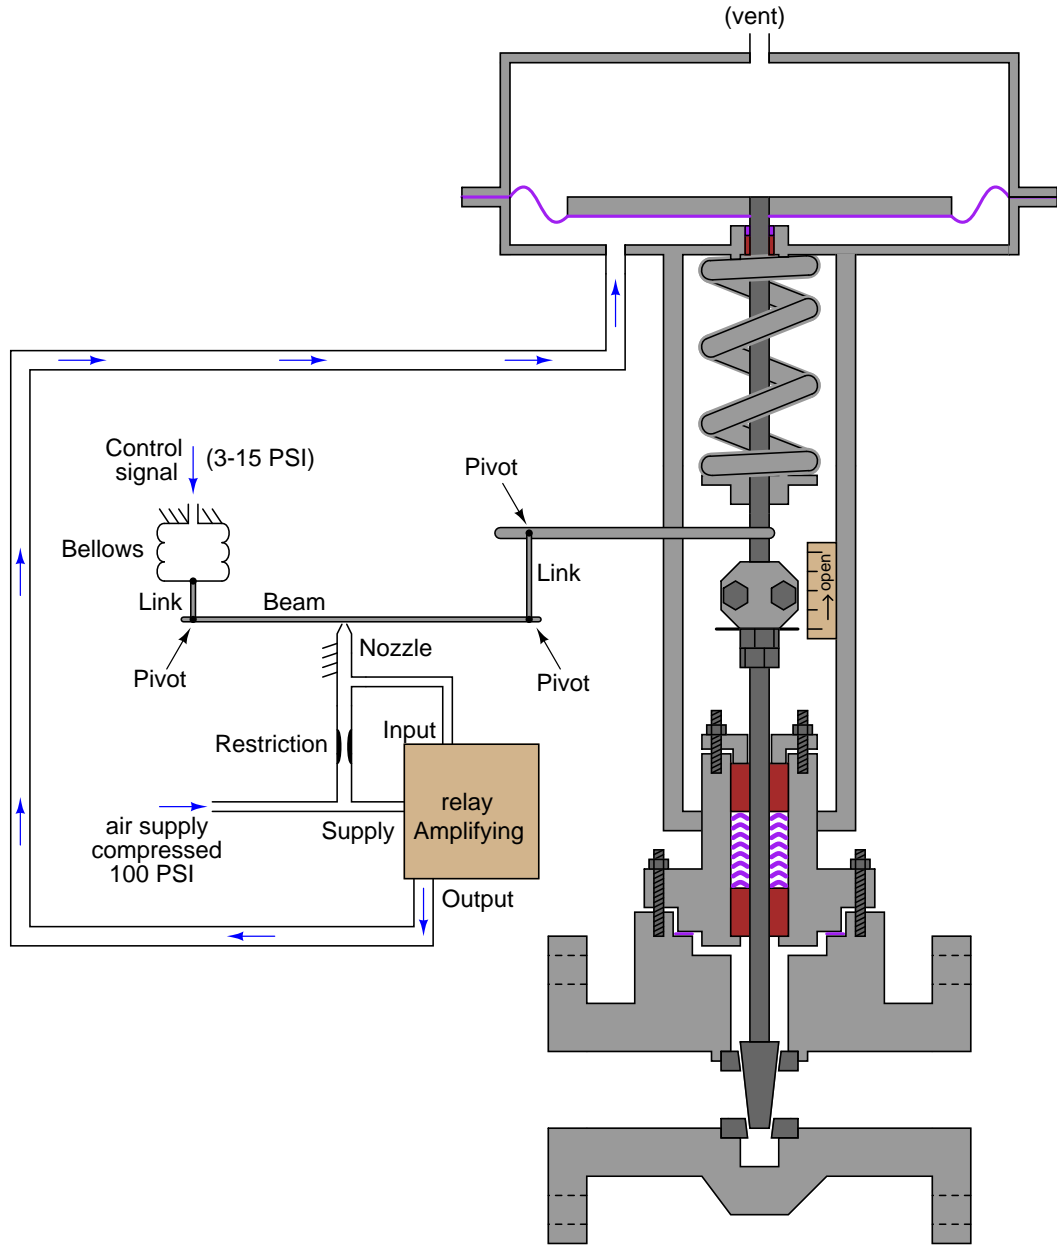 (vent)
Control
signal
(3-15 PSI)
Pivot
Bellows
Link
Link
Beam
open
Pivot
Nozzle
Pivot
Restriction
Input
relay
Amplifying
air supply
compressed
100 PSI
Supply
Output